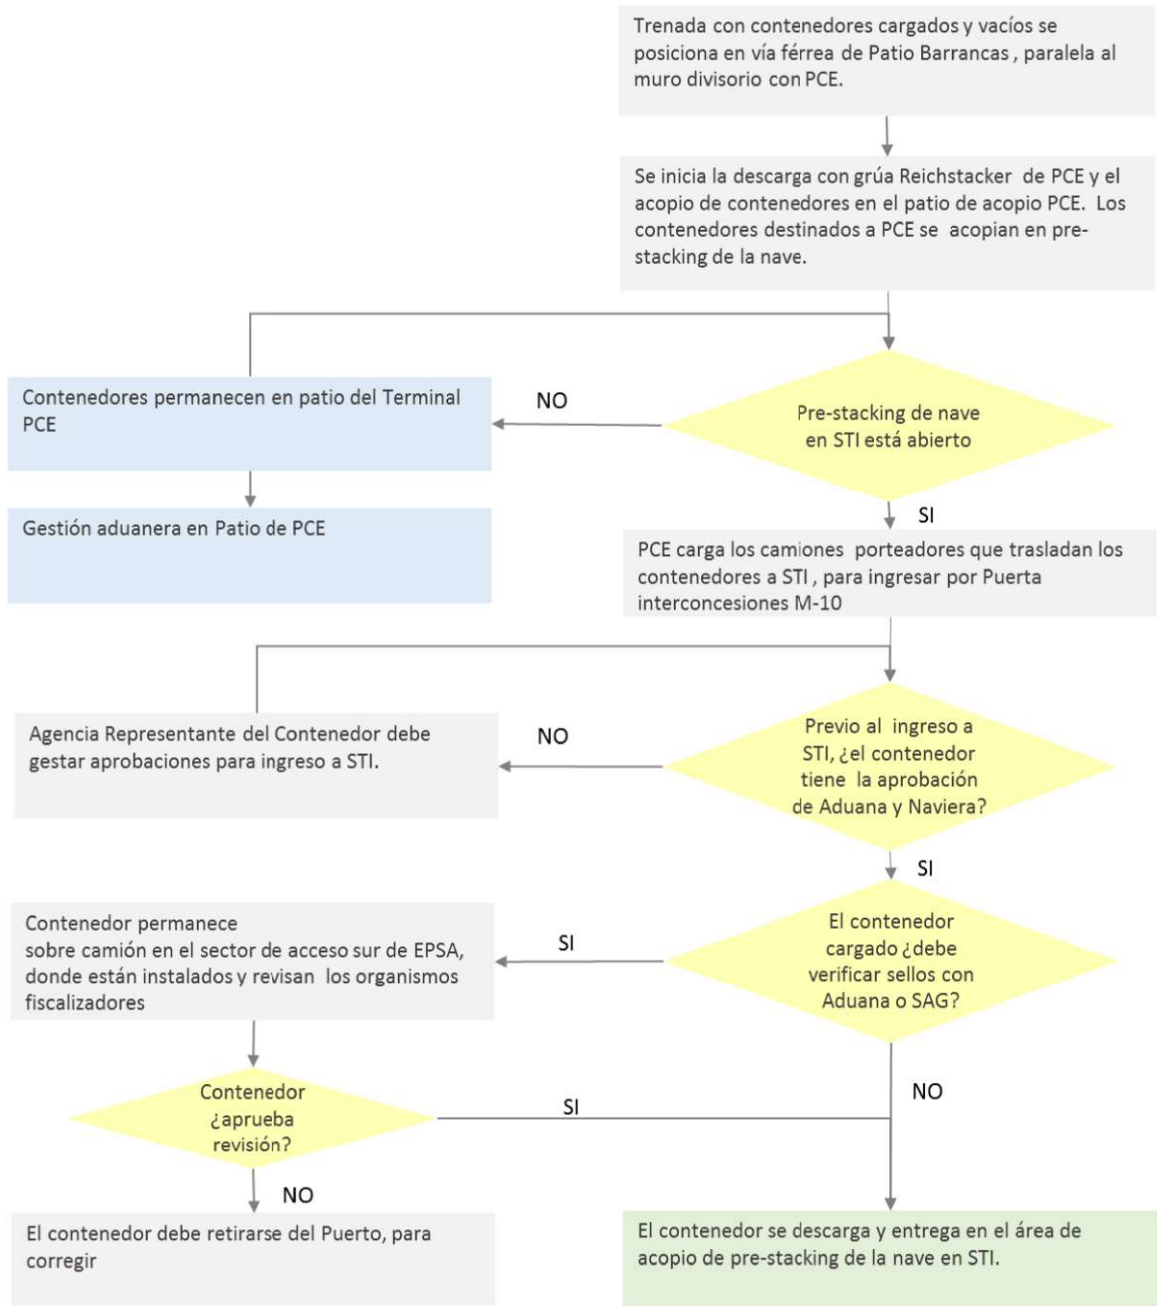 Trenada con contenedores cargados y vacíos se
posiciona en vía férrea de Patio Barrancas , paralela al
muro divisorio con PCE.
Se inicia la descarga con grúa Reichstacker de PCE y el
acopio de contenedores en el patio de acopio PCE. Los
contenedores destinados a PCE se acopian en pre-
stacking de la nave.
Contenedores permanecen en patio del Terminal
PCE
NO
Pre-stacking de nave
en STI está abierto
Gestión aduanera en Patio de PCE
SI
PCE carga los camiones porteadores que trasladan los
contenedores a STI , para ingresar por Puerta
interconcesiones M-10
Agencia Representante del Contenedor debe
gestar aprobaciones para ingreso a STI.
NO
Previo al ingreso a
STI, ¿el contenedor
tiene la aprobación
de Aduana y Naviera?
SI
Contenedor permanece
sobre camión en el sector de acceso sur de EPSA,
donde están instalados y revisan los organismos
fiscalizadores
SI
El contenedor
cargado ¿debe
verificar sellos con
Aduana o SAG?
Contenedor
¿aprueba
revisión?
SI
NO
NO
El contenedor debe retirarse del Puerto, para
corregir
El contenedor se descarga y entrega en el área de
acopio de pre-stacking de la nave en STI.